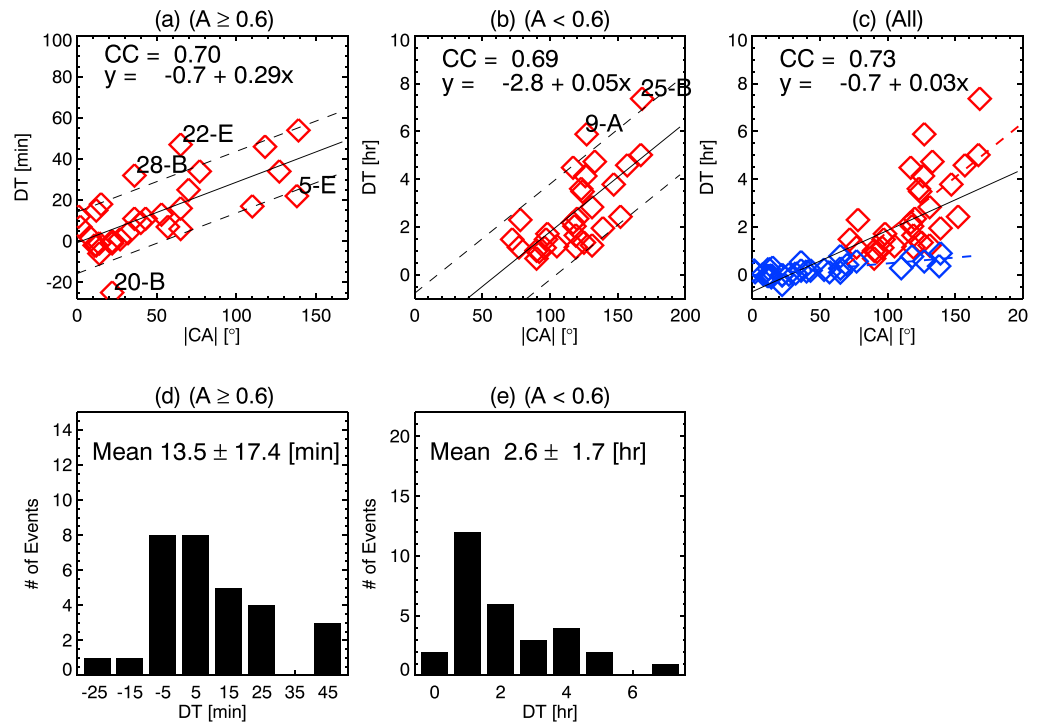 (a) (A ≥ 0.6)
CC = 0.70
y = -0.7 + 0.29x
22-E
28-B
5-E
20-B
DT [min]
100
80
60
40
20
0
-20
0 50 100 150
|CA| [°]
(b) (A < 0.6)
CC = 0.69
y = -2.8 + 0.05x
25-B
9-A
DT [hr]
10
8
6
4
2
0
0 50 100 150 200
|CA| [°]
(c) (All)
CC = 0.73
y = -0.7 + 0.03x
DT [hr]
10
8
6
4
2
0
0 50 100 150 20
|CA| [°]
(d) (A ≥ 0.6)
Mean 13.5 ± 17.4 [min]
# of Events
14
12
10
8
6
4
2
0
-25 -15 -5 5 15 25 35 45
DT [min]
(e) (A < 0.6)
Mean 2.6 ± 1.7 [hr]
# of Events
20
15
10
5
0
0 2 4 6
DT [hr]